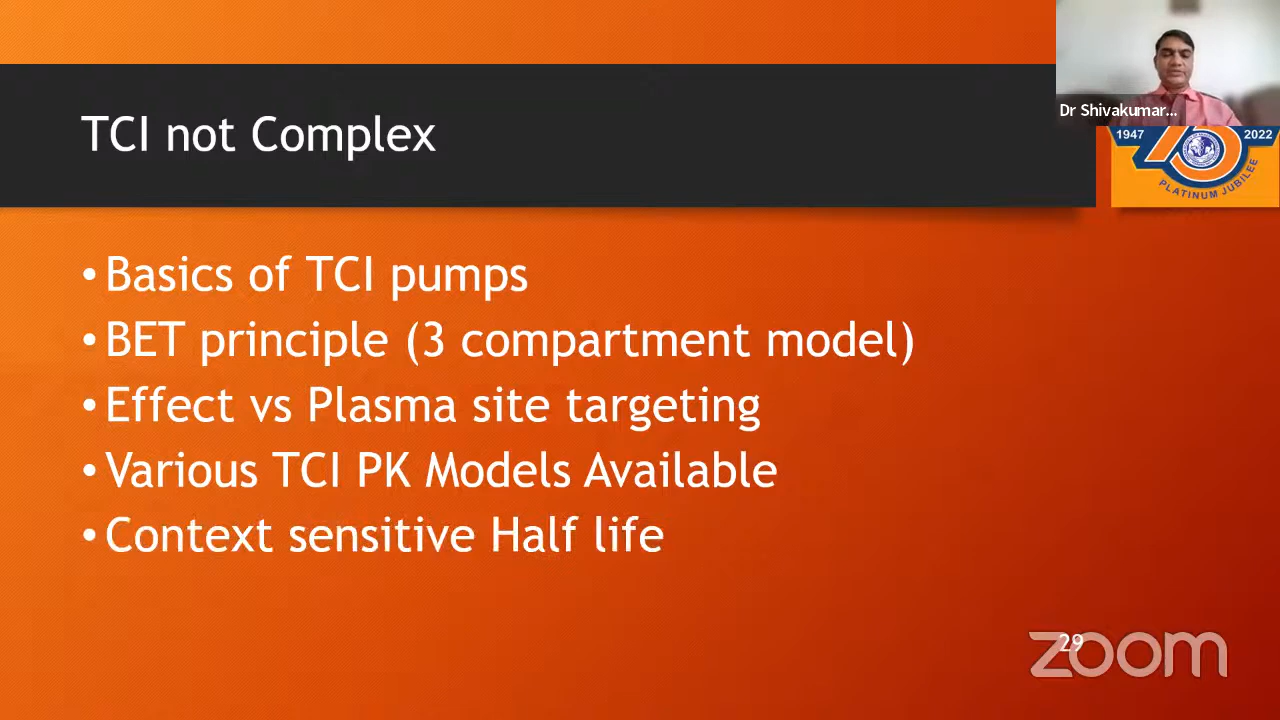 TCI not Complex
Dr Shivakumar...
1947
2022
75
PLATINUM JUBILEE
• Basics of TCI pumps
• BET principle (3 compartment model)
• Effect vs Plasma site targeting
• Various TCI PK Models Available
• Context sensitive Half life
29
zoom